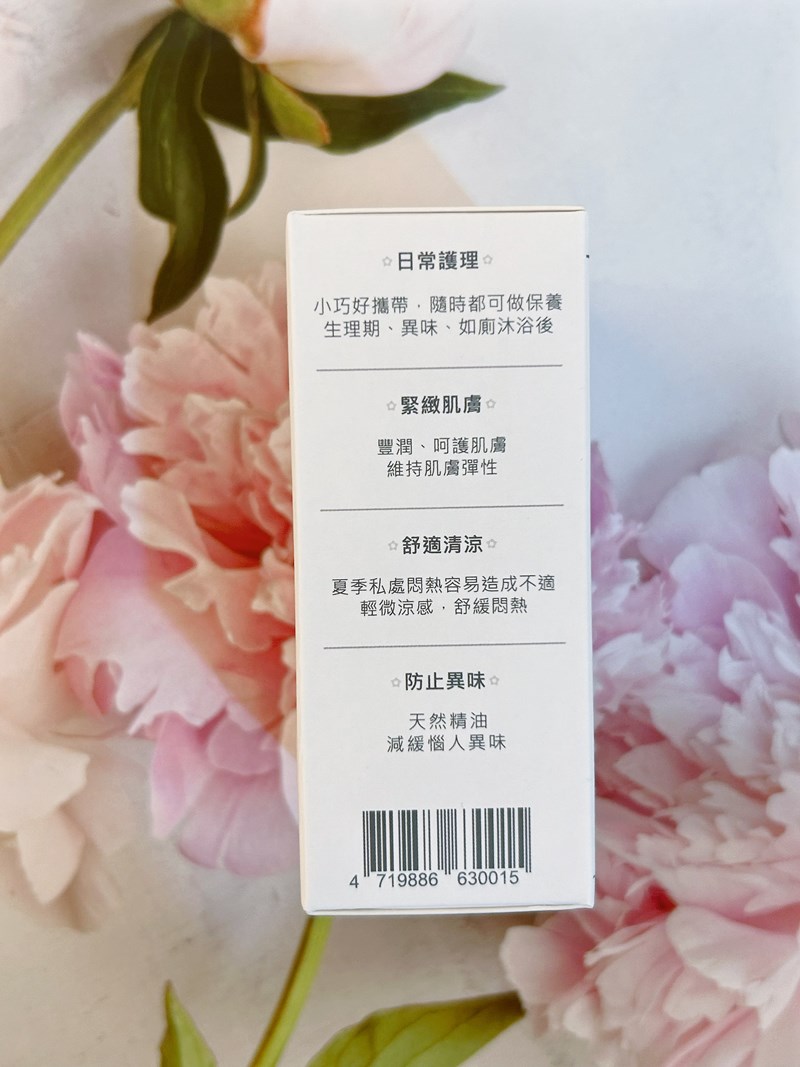 日常護理
小巧好攜帶，隨時都可做保養
生理期、異味、如廁沐浴後
緊緻肌膚
豐潤、呵護肌膚
維持肌膚彈性
舒適清涼
夏季私處悶熱容易造成不適
輕微涼感，舒緩悶熱
防止異味
天然精油
減緩惱人異味
4 719886 630015